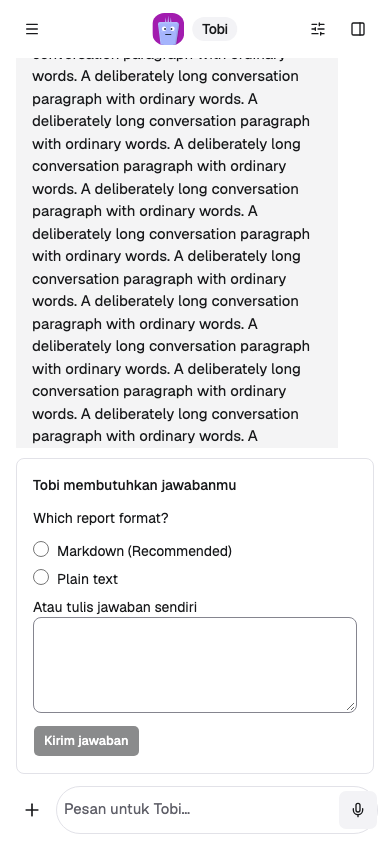 Tobi
conversation paragraph with ordinary
words. A deliberately long conversation
paragraph with ordinary words. A
deliberately long conversation paragraph
with ordinary words. A deliberately long
conversation paragraph with ordinary
words. A deliberately long conversation
paragraph with ordinary words. A
deliberately long conversation paragraph
with ordinary words. A deliberately long
conversation paragraph with ordinary
words. A deliberately long conversation
paragraph with ordinary words. A
deliberately long conversation paragraph
with ordinary words. A deliberately long
conversation paragraph with ordinary
words. A deliberately long conversation
paragraph with ordinary words. A
Tobi membutuhkan jawabanmu
Which report format?
Markdown (Recommended)
Plain text
Atau tulis jawaban sendiri
Kirim jawaban
Pesan untuk Tobi...